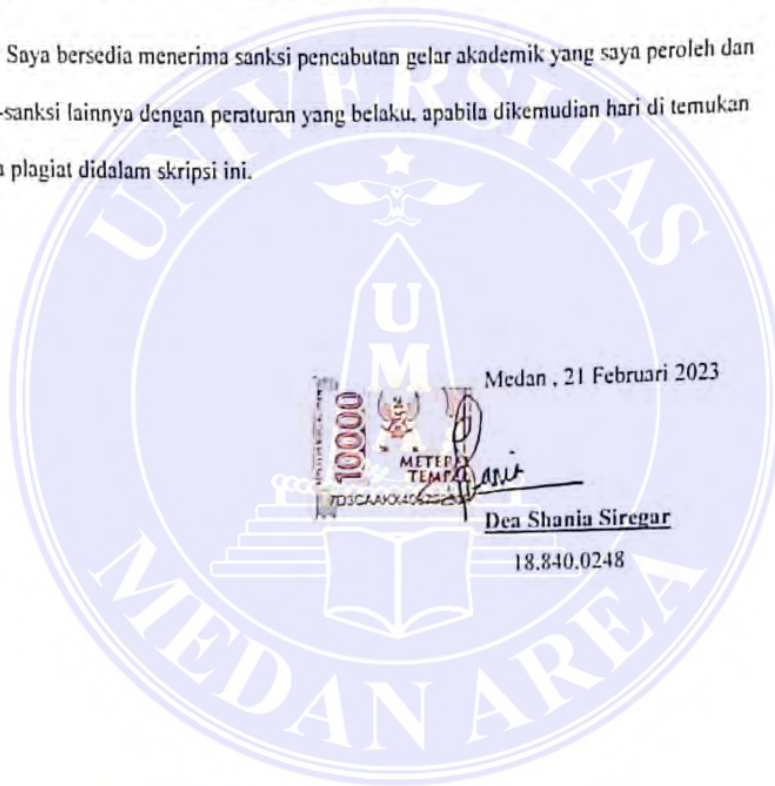 Saya bersedia menerima sanksi pencabutan gelar akademik yang saya peroleh dan
-sanksi lainnya dengan peraturan yang belaku, apabila dikemudian hari di temukan
plagiat didalam skripsi ini.
UNIVERSITAS
UMA
Medan , 21 Februari 2023
10000
METERAI
TEMPEL
Dea Shania Siregar
18.840.0248
MEDAN AREA